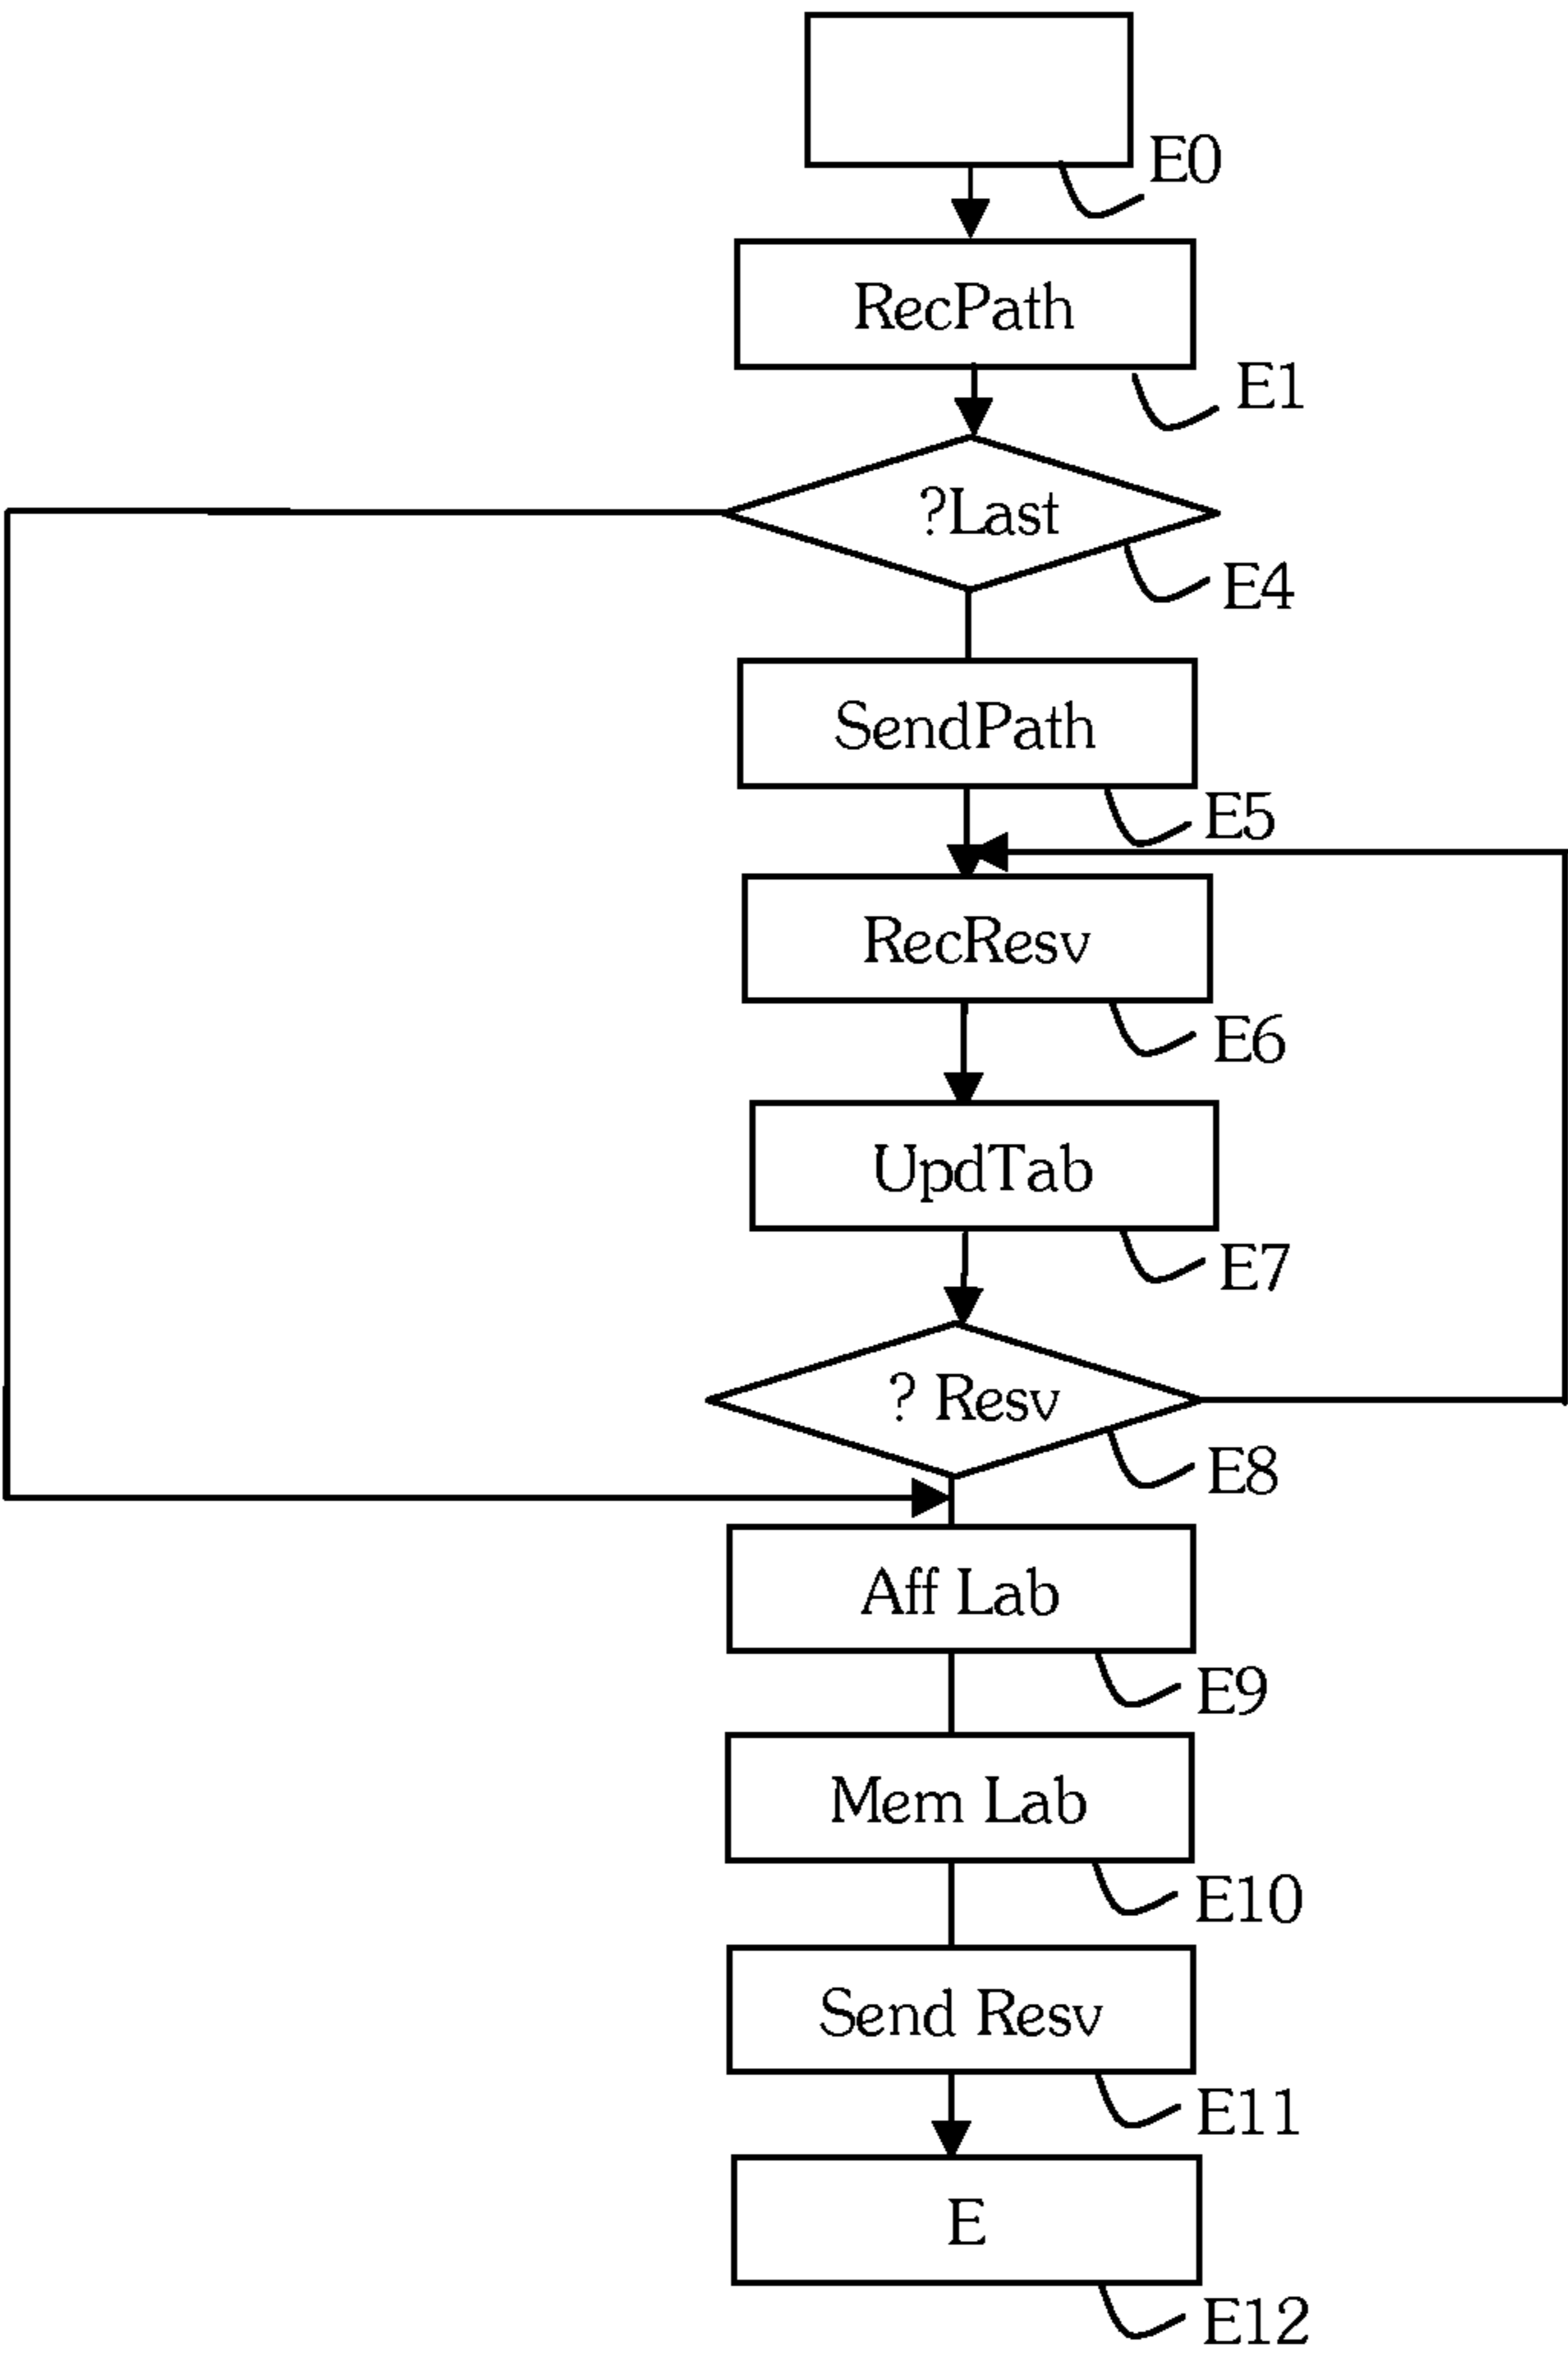 E0
RecPath
E1
?Last
E4
SendPath
E5
RecResv
E6
UpdTab
E7
? Resv
E8
Aff Lab
E9
Mem Lab
E10
Send Resv
E11
E
E12